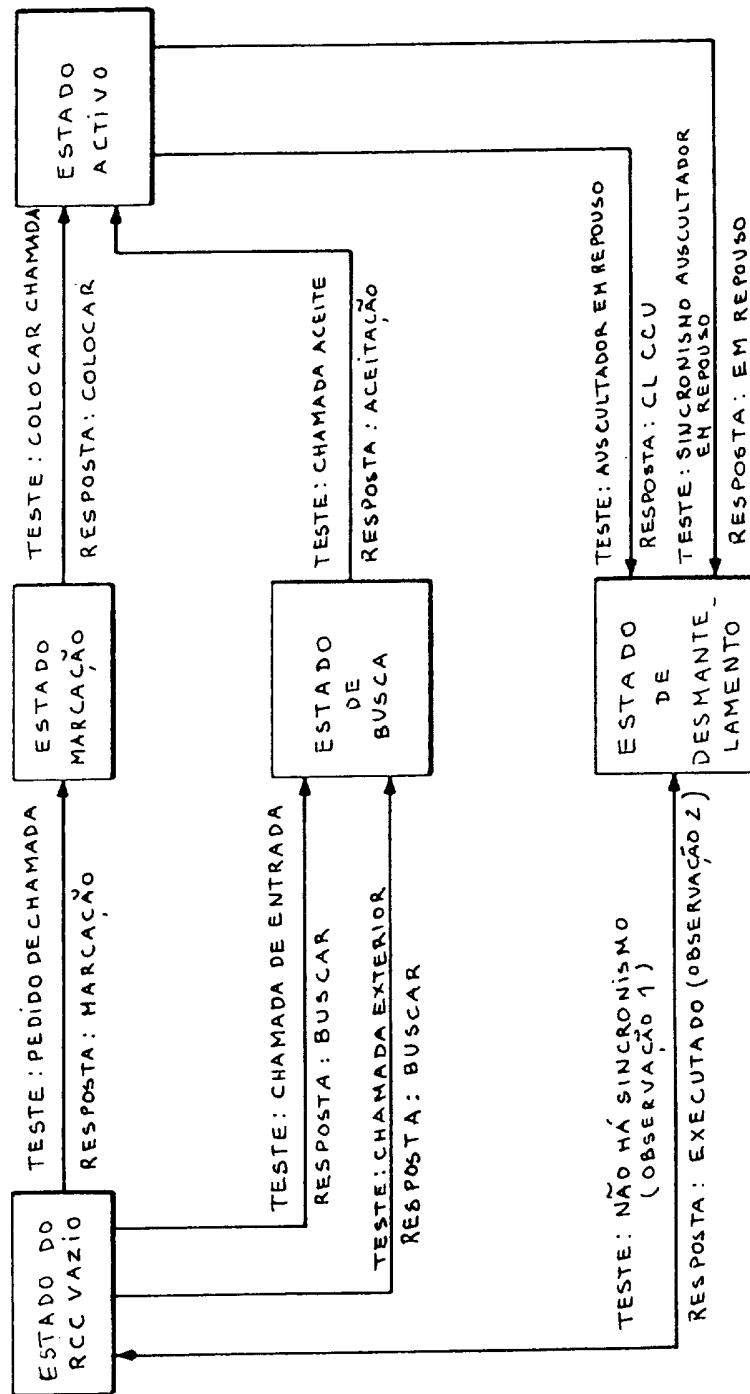 ESTADO DO
RCC VAZIO
TESTE: PEDIDO DE CHAMADA
RESPOSTA: MARCAÇÃO
ESTADO
MARCAÇÃO
TESTE: COLOCAR CHAMADA
RESPOSTA: COLOCAR
ESTADO
ACTIVO
TESTE: CHAMADA DE ENTRADA
RESPOSTA: BUSCAR
TESTE: CHAMADA EXTERIOR
RESPOSTA: BUSCAR
ESTADO
DE
BUSCA
TESTE: CHAMADA ACEITE
RESPOSTA: ACEITAÇÃO
TESTE: NÃO HÁ SINCRONISMO
(OBSERVAÇÃO 1)
RESPOSTA: EXECUTADO (OBSERVAÇÃO 2)
ESTADO
DE
DESMANTE_
LAMENTO
TESTE: AUSCULTADOR EM REPOUSO
RESPOSTA: CL CCU
TESTE: SINCRONISMO AUSCULTADOR
EM REPOUSO
RESPOSTA: EM REPOUSO